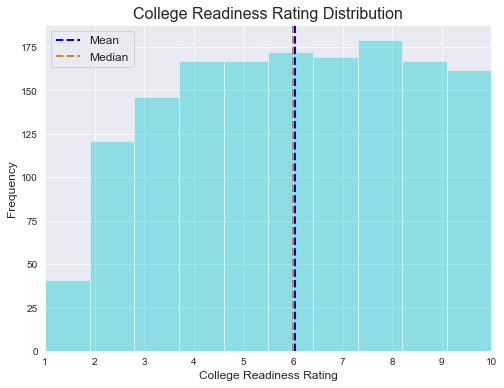 College Readiness Rating Distribution
Mean
Median
175
150
125
100
75
50
25
0
Frequency
1 2 3 4 5 6 7 8 9 10
College Readiness Rating